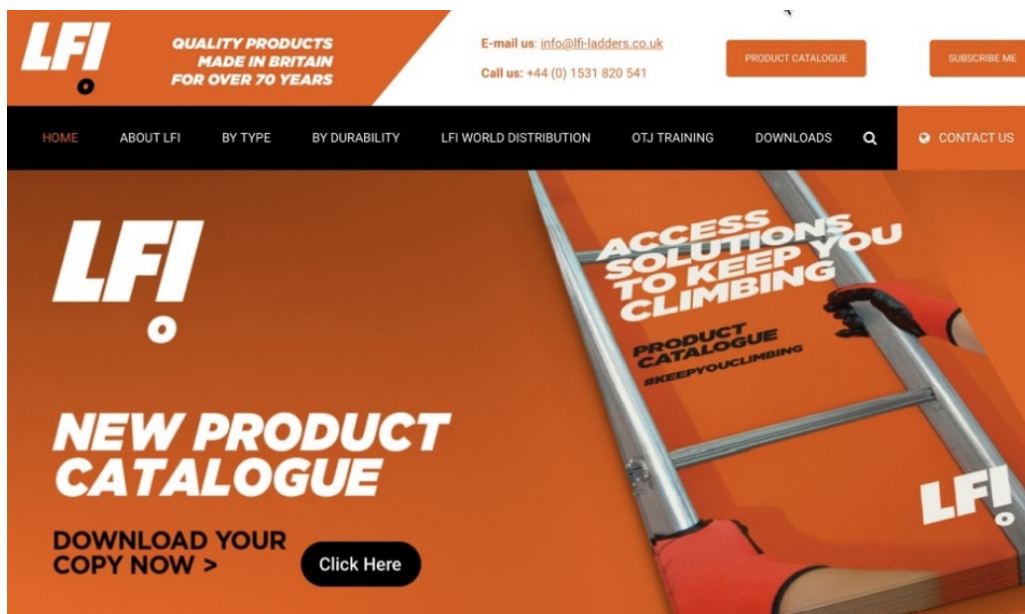 LFI
QUALITY PRODUCTS
MADE IN BRITAIN
FOR OVER 70 YEARS
E-mail us: info@lfi-ladders.co.uk
Call us: +44 (0) 1531 820 541
PRODUCT CATALOGUE
SUBSCRIBE ME
HOME
ABOUT LFI
BY TYPE
BY DURABILITY
LFI WORLD DISTRIBUTION
OTJ TRAINING
DOWNLOADS
CONTACT US
LFI
NEW PRODUCT
CATALOGUE
DOWNLOAD YOUR
COPY NOW >
Click Here
ACCESS
SOLUTIONS
TO KEEP YOU
CLIMBING
PRODUCT
CATALOGUE
#KEEPYOUCLIMBING
LFI